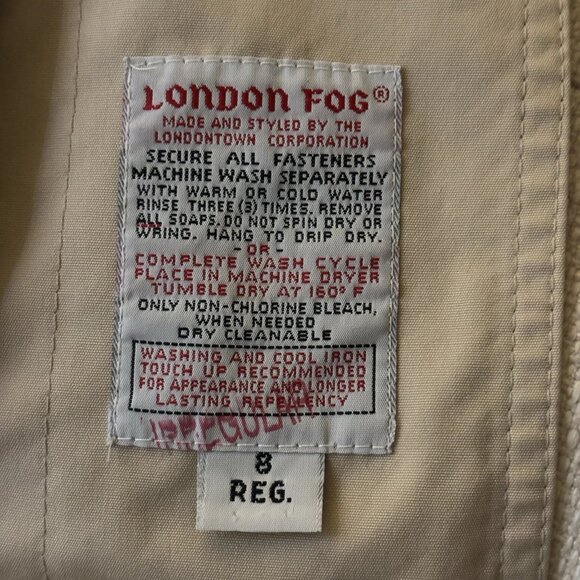 LONDON FOG®
MADE AND STYLED BY THE
LONDONTOWN CORPORATION
SECURE ALL FASTENERS
MACHINE WASH SEPARATELY
WITH WARM OR COLD WATER
RINSE THREE (3) TIMES. REMOVE
ALL SOAPS. DO NOT SPIN DRY OR
WRING. HANG TO DRIP DRY.
-OR-
COMPLETE WASH CYCLE
PLACE IN MACHINE DRYER
TUMBLE DRY AT 160° F
ONLY NON-CHLORINE BLEACH,
WHEN NEEDED
DRY CLEANABLE
WASHING AND COOL IRON
TOUCH UP RECOMMENDED
FOR APPEARANCE AND LONGER
LASTING REPELLENCY
IRREGULAR
8
REG.